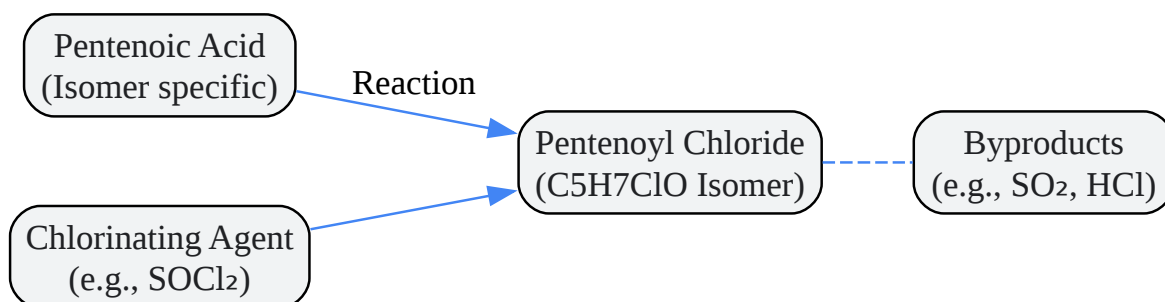 Pentenoic Acid
(Isomer specific)
Reaction
Pentenoyl Chloride
(C5H7ClO Isomer)
Byproducts
(e.g., SO₂, HCl)
Chlorinating Agent
(e.g., SOCl₂)